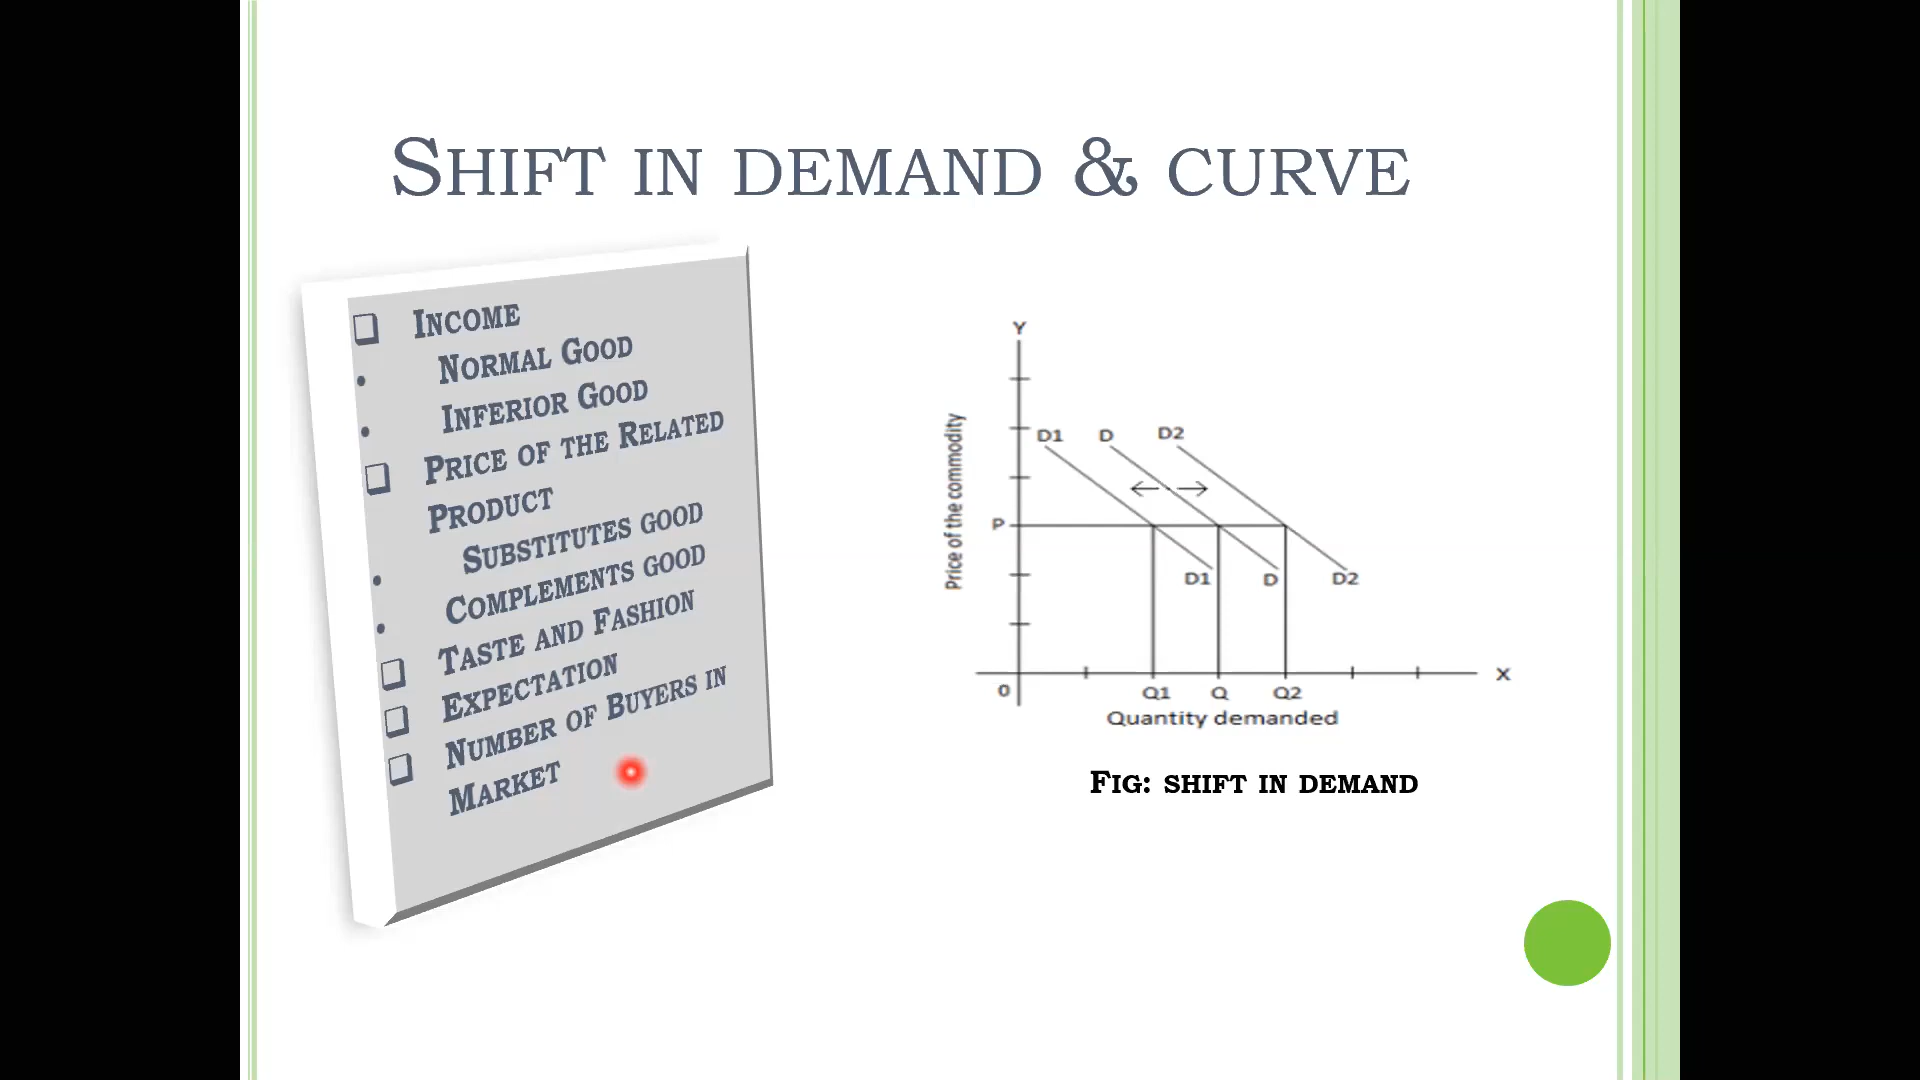 SHIFT IN DEMAND & CURVE
INCOME
NORMAL GOOD
INFERIOR GOOD
PRICE OF THE RELATED
PRODUCT
SUBSTITUTES GOOD
COMPLEMENTS GOOD
TASTE AND FASHION
EXPECTATION
NUMBER OF BUYERS IN
MARKET
Y
Price of the commodity
D1 D D2
P
D1 D D2
0
X
Q1 Q Q2
Quantity demanded
FIG: SHIFT IN DEMAND